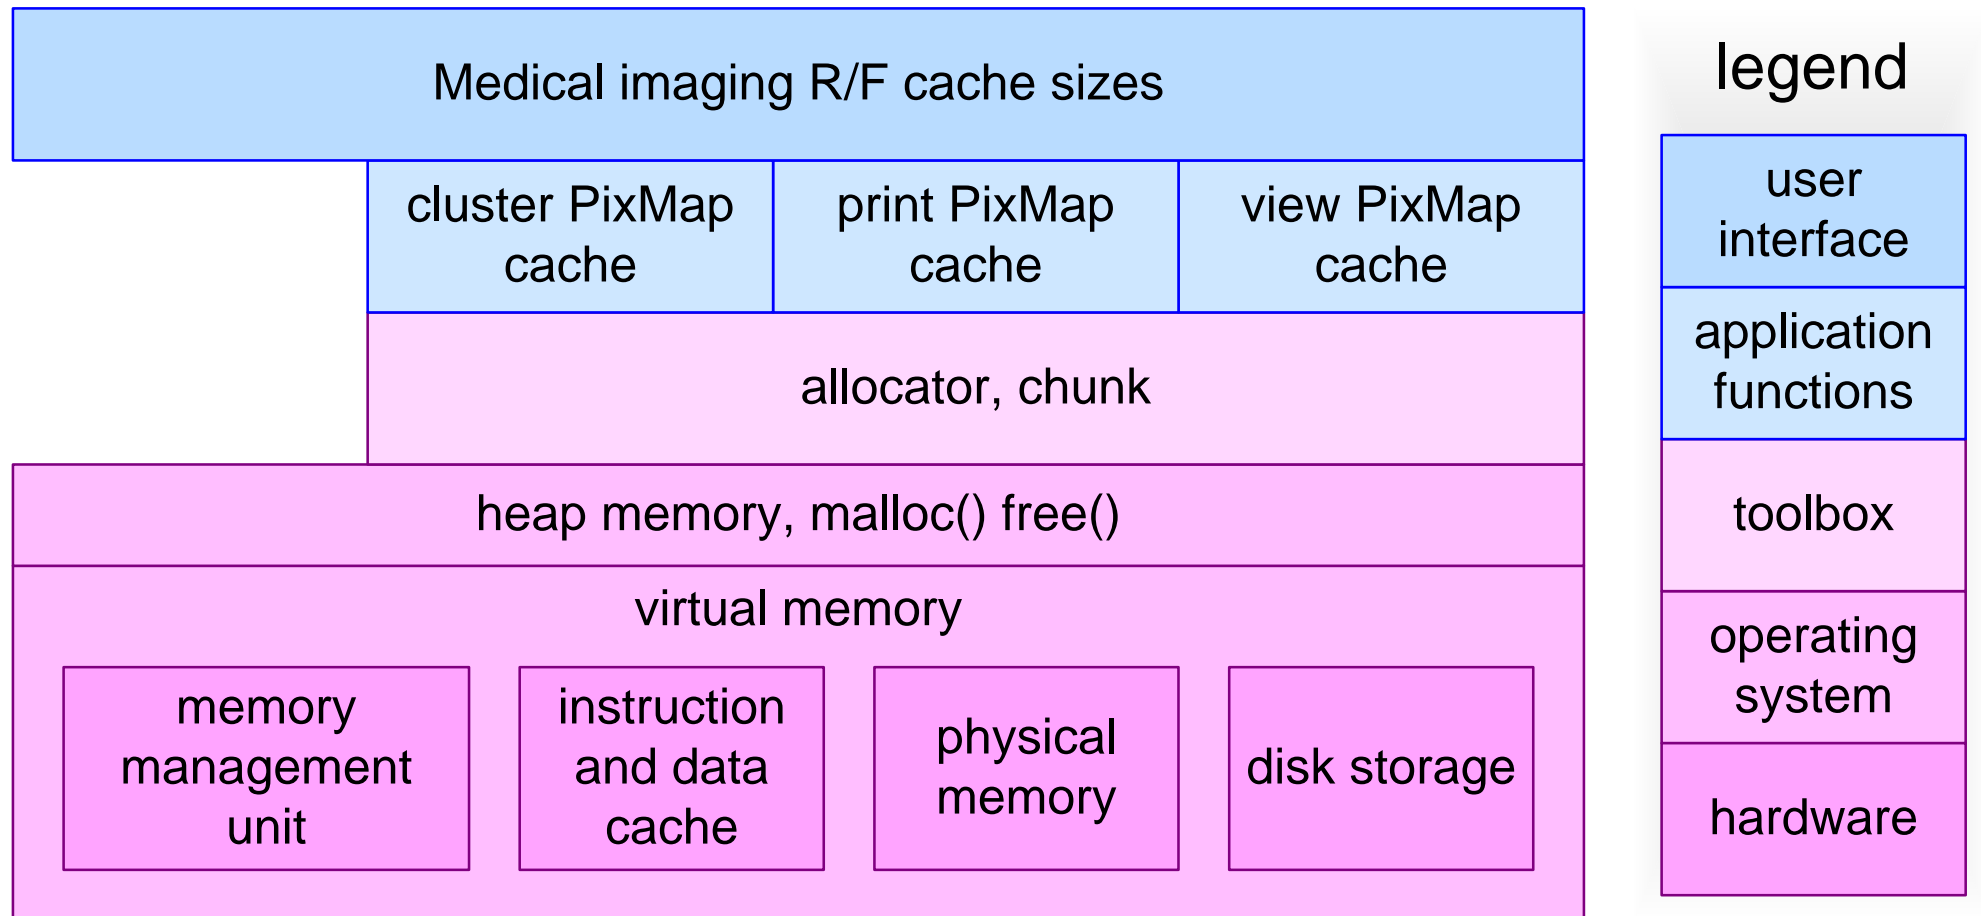 Medical imaging R/F cache sizes
cluster PixMap
cache
print PixMap
cache
view PixMap
cache
allocator, chunk
heap memory, malloc() free()
virtual memory
memory
management
unit
instruction
and data
cache
physical
memory
disk storage
legend
user
interface
application
functions
toolbox
operating
system
hardware